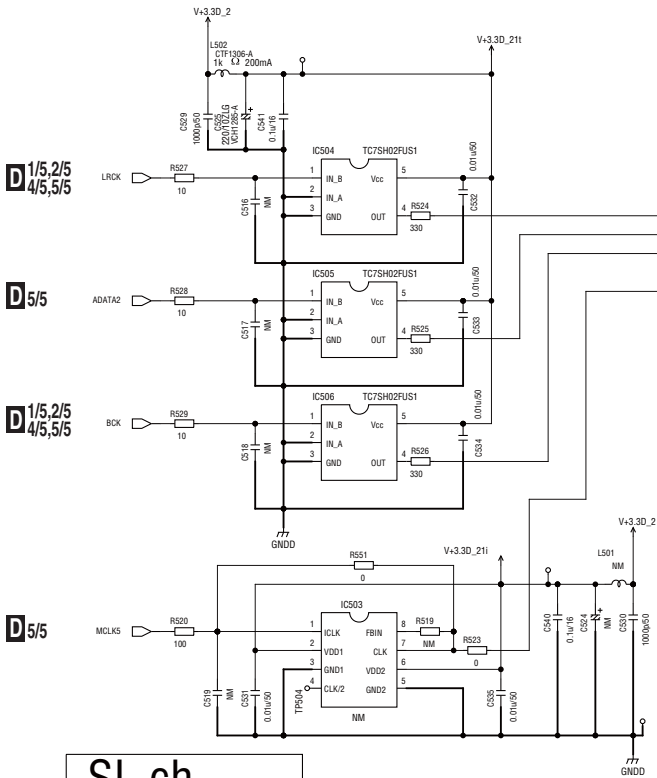 V+3.3D_2
L502
CTF1306-A
1k Ω 200mA
V+3.3D_21t
C529
1000p/50
C525
220/10ZLG
VCH1285-A
+
C541
0.1u/16
D 1/5,2/5
4/5,5/5
LRCK
R527
10
C516
NM
IC504
TC7SH02FUS1
1 IN_B
2 IN_A
3 GND
Vcc 5
OUT 4
R524
330
0.01u/50
C532
D 5/5
ADATA2
R528
10
C517
NM
IC505
TC7SH02FUS1
1 IN_B
2 IN_A
3 GND
Vcc 5
OUT 4
R525
330
0.01u/50
C533
D 1/5,2/5
4/5,5/5
BCK
R529
10
C518
NM
IC506
TC7SH02FUS1
1 IN_B
2 IN_A
3 GND
Vcc 5
OUT 4
R526
330
0.01u/50
C534
GNDD
R551
0
V+3.3D_21i
V+3.3D_2
L501
NM
D 5/5
MCLK5
R520
100
C519
NM
C531
0.01u/50
IC503
1 ICLK
2 VDD1
3 GND1
4 CLK/2
FBIN 8
CLK 7
VDD2 6
GND2 5
NM
TP504
R519
NM
R523
0
C535
0.01u/50
C540
0.1u/16
C524
NM
+
C530
1000p/50
GNDD
SL ch